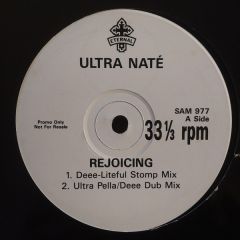 ETERNAL
ULTRA NATÉ
Promo Only
Not For Resale
SAM 977
A Side
33⅓ rpm
REJOICING
1. Deee-Liteful Stomp Mix
2. Ultra Pella/Deee Dub Mix